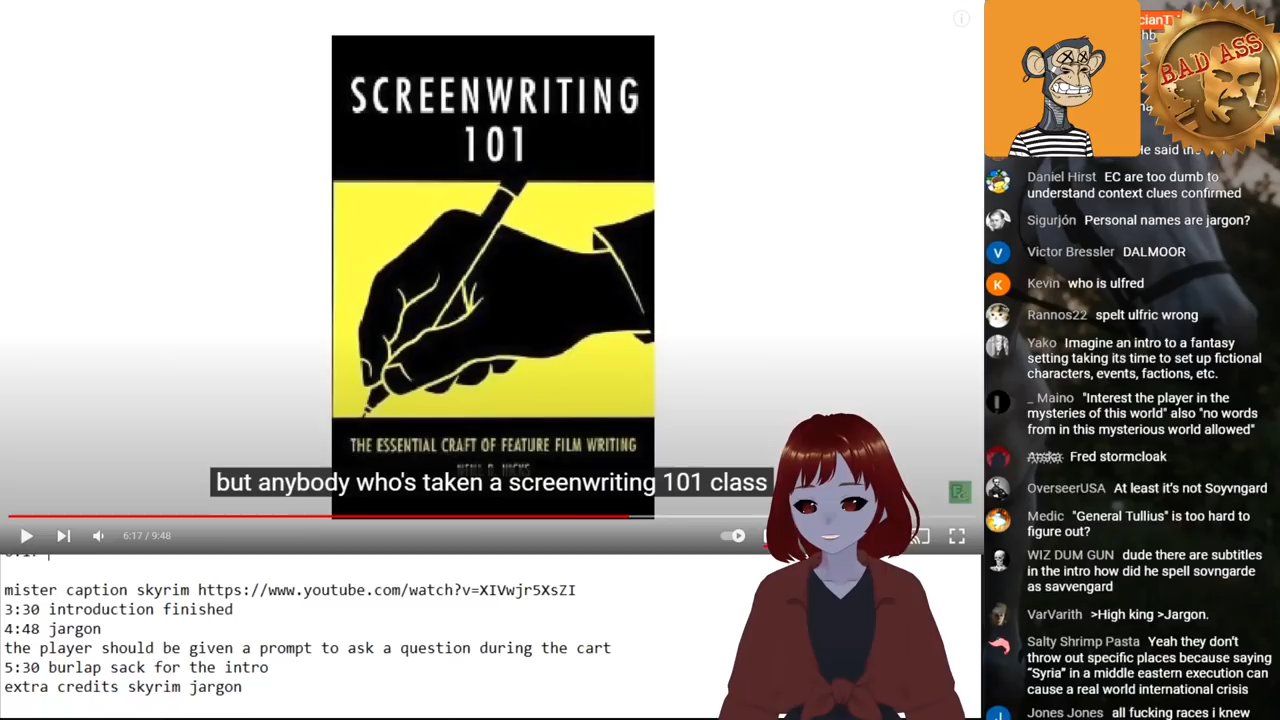 SCREENWRITING
101
THE ESSENTIAL CRAFT OF FEATURE FILM WRITING
but anybody who's taken a screenwriting 101 class
6:17 / 9:48
mister caption skyrim https://www.youtube.com/watch?v=XIVwjr5XsZI
3:30 introduction finished
4:48 jargon
the player should be given a prompt to ask a question during the cart
5:30 burlap sack for the intro
extra credits skyrim jargon
BAD ASS
Daniel Hirst EC are too dumb to
understand context clues confirmed
Sigurjón Personal names are jargon?
V
Victor Bressler DALMOOR
K
Kevin who is ulfred
Rannos22 spelt ulfric wrong
Yako Imagine an intro to a fantasy
setting taking its time to set up fictional
characters, events, factions, etc.
_ Maino "Interest the player in the
mysteries of this world" also "no words
from in this mysterious world allowed"
Fred stormcloak
OverseerUSA At least it's not Soyvngard
Medic "General Tullius" is too hard to
figure out?
WIZ DUM GUN dude there are subtitles
in the intro how did he spell sovngarde
as savvengard
VarVarith >High king >Jargon.
Salty Shrimp Pasta Yeah they don't
throw out specific places because saying
"Syria" in a middle eastern execution can
cause a real world international crisis
J
Jones Jones all fucking races i knew